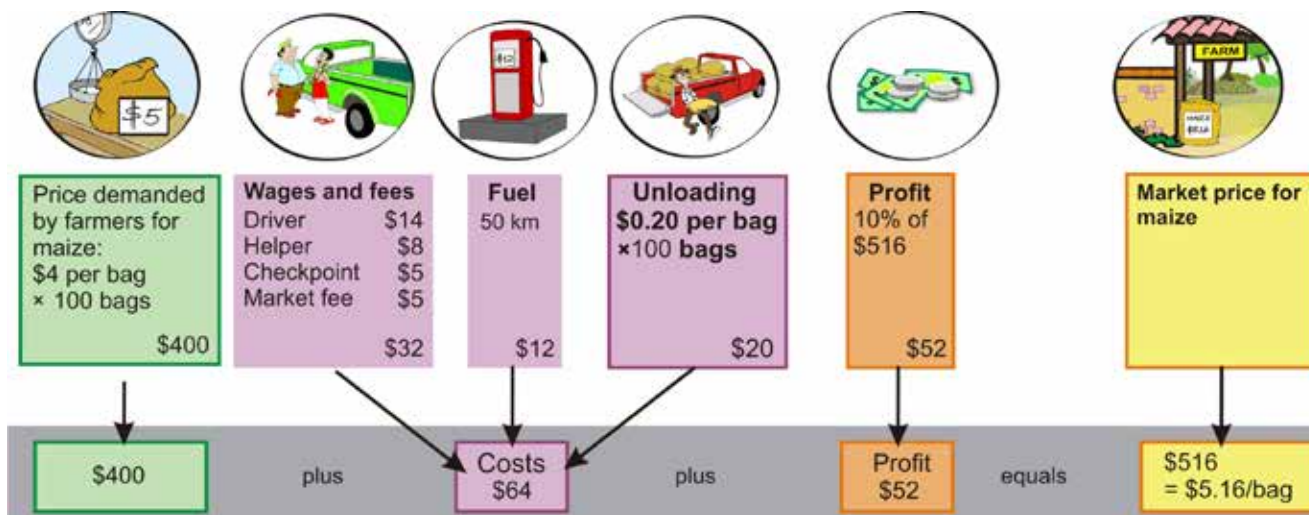 $5
$12
FARM
MAIZE
Price demanded
by farmers for
maize:
$4 per bag
× 100 bags
$400
Wages and fees
Driver $14
Helper $8
Checkpoint $5
Market fee $5
$32
Fuel
50 km
$12
Unloading
$0.20 per bag
×100 bags
$20
Profit
10% of
$516
$52
Market price for
maize
$400
plus
Costs
$64
plus
Profit
$52
equals
$516
= $5.16/bag